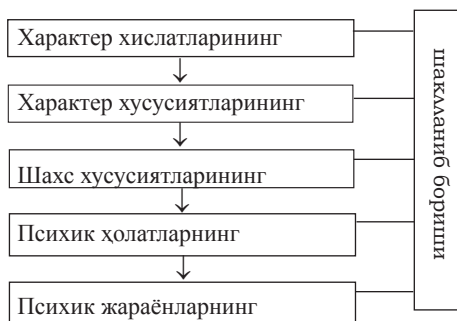 Характер хислатларининг
Характер хусусиятларининг
Шахс хусусиятларининг
Психик ҳолатларнинг
Психик жараёнларнинг
шаклланиб бориши